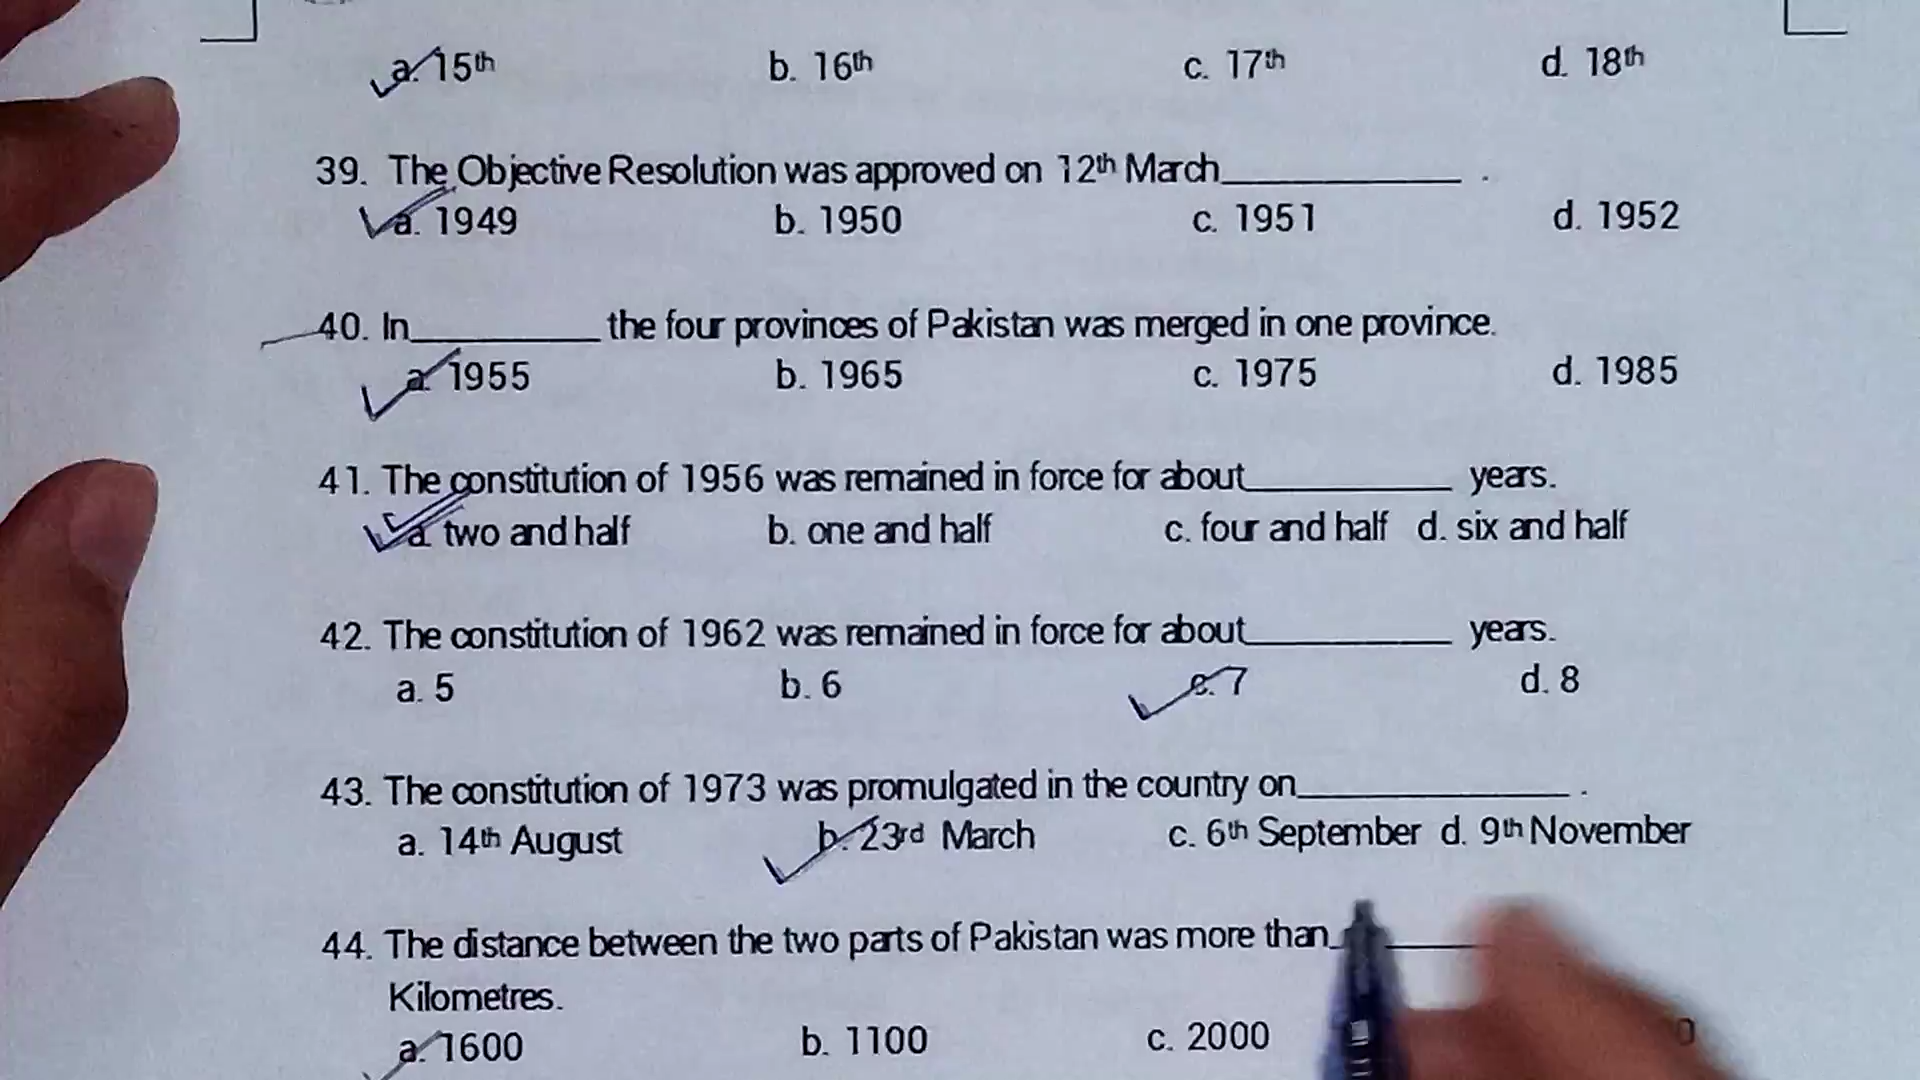 a. 15th b. 16th c. 17th d. 18th
39. The Objective Resolution was approved on 12th March____________ .
a. 1949 b. 1950 c. 1951 d. 1952
40. In__________ the four provinces of Pakistan was merged in one province.
a. 1955 b. 1965 c. 1975 d. 1985
41. The constitution of 1956 was remained in force for about___________ years.
a. two and half b. one and half c. four and half d. six and half
42. The constitution of 1962 was remained in force for about___________ years.
a. 5 b. 6 c. 7 d. 8
43. The constitution of 1973 was promulgated in the country on______________ .
a. 14th August b. 23rd March c. 6th September d. 9th November
44. The distance between the two parts of Pakistan was more than________
Kilometres.
a. 1600 b. 1100 c. 2000